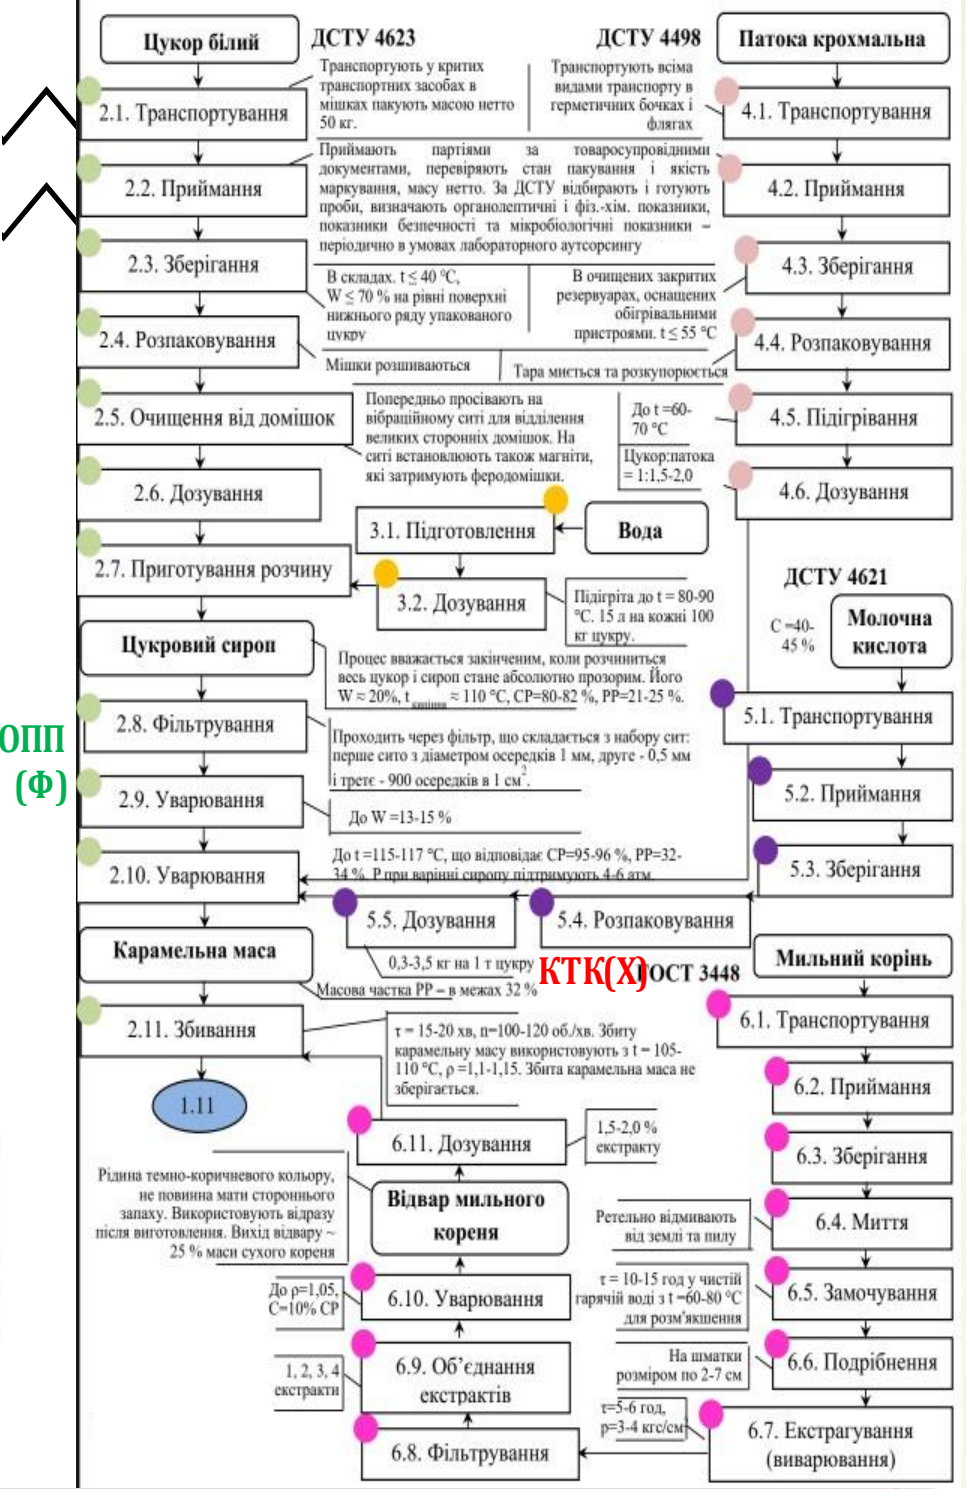 Цукор білий
ДСТУ 4623
ДСТУ 4498
Патока крохмальна
2.1. Транспортування
Транспортують у критих
транспортних засобах в
мішках пакують масою нетто
50 кг.
Транспортують всіма
видами транспорту в
герметичних бочках і
флягах
4.1. Транспортування
2.2. Приймання
Приймають партіями за товаросупровідними
документами, перевіряють стан пакування і якість
маркування, масу нетто. За ДСТУ відбирають і готують
проби, визначають органолептичні і фіз.-хім. показники,
показники безпечності та мікробіологічні показники –
періодично в умовах лабораторного аутсорсингу
4.2. Приймання
2.3. Зберігання
В складах. t ≤ 40 °С,
W ≤ 70 % на рівні поверхні
нижнього ряду упакованого
цукру
В очищених закритих
резервуарах, оснащених
обігрівальними
пристроями. t ≤ 55 °С
4.3. Зберігання
2.4. Розпаковування
Мішки розшиваються
Тара миється та розкупорюється
4.4. Розпаковування
2.5. Очищення від домішок
Попередньо просівають на
вібраційному ситі для відділення
великих сторонніх домішок. На
ситі встановлюють також магніти,
які затримують феродомішки.
До t =60-
70 °С
4.5. Підігрівання
Цукор:патока
= 1:1,5-2,0
2.6. Дозування
4.6. Дозування
3.1. Підготовлення
Вода
2.7. Приготування розчину
3.2. Дозування
Підігріта до t = 80-90
°С. 15 л на кожні 100
кг цукру.
ДСТУ 4621
С =40-
45 %
Молочна
кислота
Цукровий сироп
Процес вважається закінченим, коли розчиниться
весь цукор і сироп стане абсолютно прозорим. Його
W ≈ 20%, t кипіння ≈ 110 °С, СР=80-82 %, РР=21-25 %.
5.1. Транспортування
2.8. Фільтрування
Проходить через фільтр, що складається з набору сит:
перше сито з діаметром осередків 1 мм, друге - 0,5 мм
і третє - 900 осередків в 1 см2.
ОПП
(Ф)
5.2. Приймання
2.9. Уварювання
До W =13-15 %
2.10. Уварювання
До t =115-117 °С, що відповідає СР=95-96 %, РР=32-
34 %. Р при варінні сиропу підтримують 4-6 атм.
5.3. Зберігання
5.5. Дозування
5.4. Розпаковування
Карамельна маса
0,3-3,5 кг на 1 т цукру
КТК(Х)
ГОСТ 3448
Мильний корінь
Масова частка РР – в межах 32 %
2.11. Збивання
τ = 15-20 хв, n=100-120 об./хв. Збиту
карамельну масу використовують з t = 105-
110 °С, ρ =1,1-1,15. Збита карамельна маса не
зберігається.
6.1. Транспортування
1.11
6.2. Приймання
6.11. Дозування
1,5-2,0 %
екстракту
6.3. Зберігання
Рідина темно-коричневого кольору,
не повинна мати стороннього
запаху. Використовують відразу
після виготовлення. Вихід відвару ~
25 % маси сухого кореня
Відвар мильного
кореня
Ретельно відмивають
від землі та пилу
6.4. Миття
До ρ=1,05,
С=10% СР
6.10. Уварювання
τ = 10-15 год у чистій
гарячій воді з t =60-80 °С
для розм'якшення
6.5. Замочування
1, 2, 3, 4
екстракти
6.9. Об’єднання
екстрактів
На шматки
розміром по 2-7 см
6.6. Подрібнення
τ=5-6 год,
р=3-4 кгс/см
6.8. Фільтрування
6.7. Екстрагування
(виварювання)